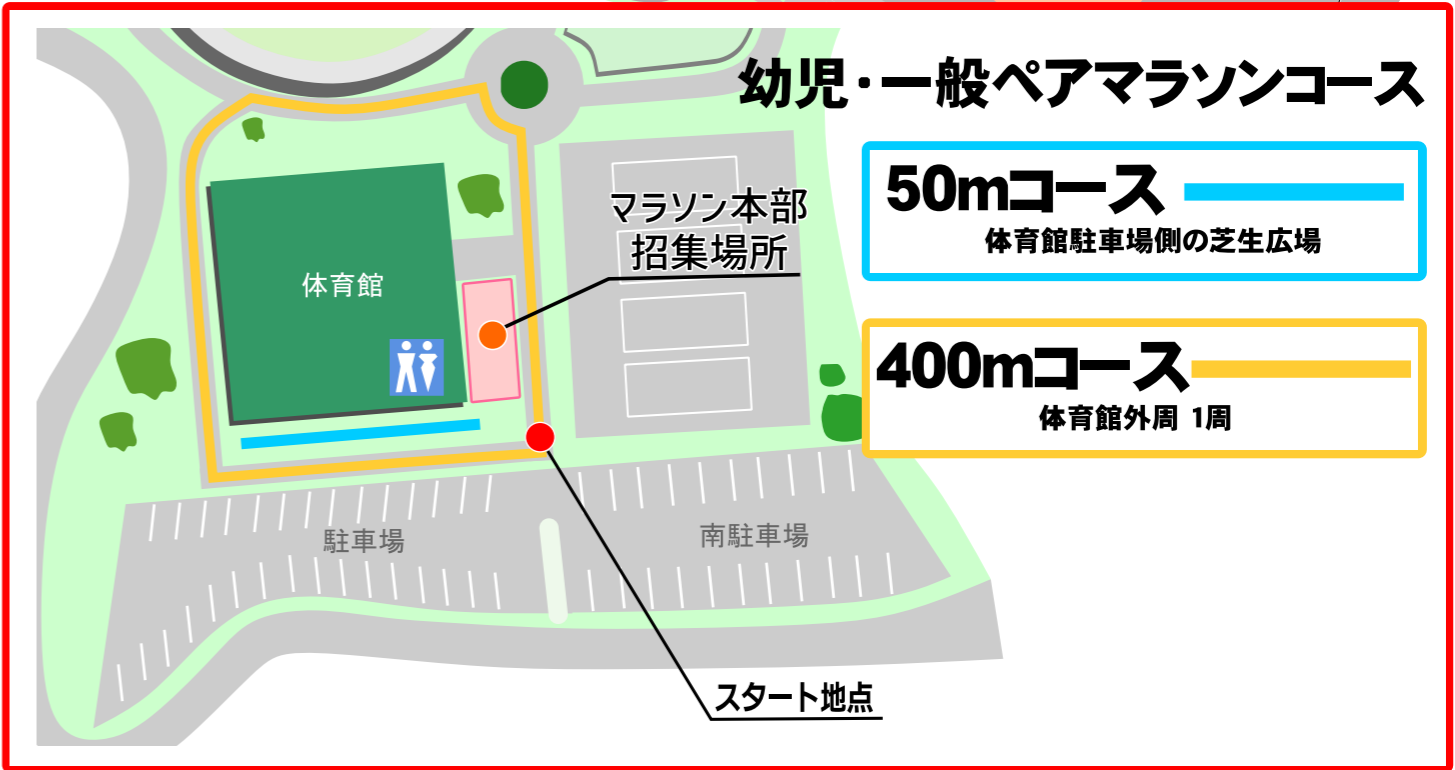 幼児・一般ペアマラソンコース
50mコース
体育館駐車場側の芝生広場
400mコース
体育館外周 1周
マラソン本部
招集場所
体育館
駐車場
南駐車場
スタート地点